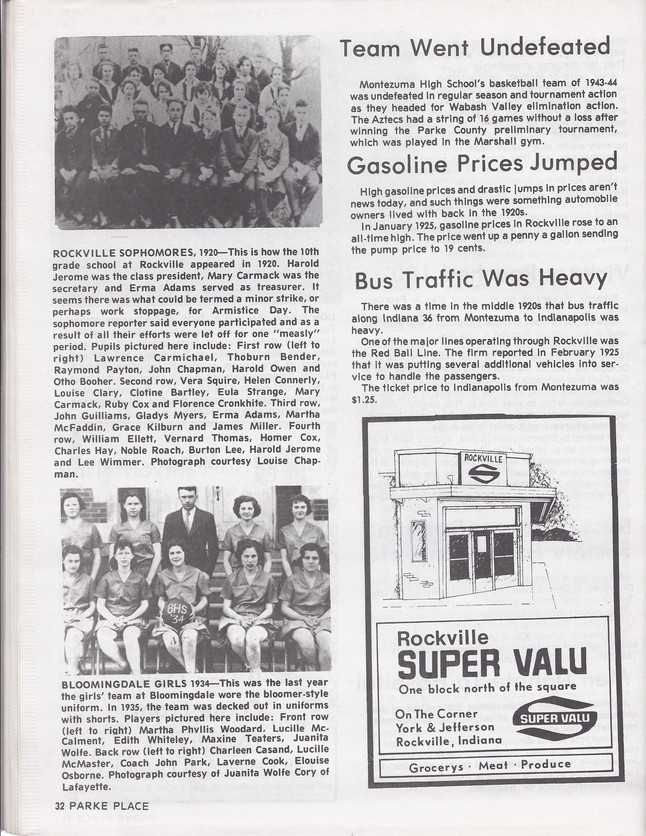 ROCKVILLE SOPHOMORES, 1920—This is how the 10th
grade school at Rockville appeared in 1920. Harold
Jerome was the class president, Mary Carmack was the
secretary and Erma Adams served as treasurer. It
seems there was what could be termed a minor strike, or
perhaps work stoppage, for Armistice Day. The
sophomore reporter said everyone participated and as a
result of all their efforts were let off for one "measly"
period. Pupils pictured here include: First row (left to
right) Lawrence Carmichael, Thoburn Bender,
Raymond Payton, John Chapman, Harold Owen and
Otho Booher. Second row, Vera Squire, Helen Connerly,
Louise Clary, Clotine Bartley, Eula Strange, Mary
Carmack, Ruby Cox and Florence Cronkhite. Third row,
John Guilliams, Gladys Myers, Erma Adams, Martha
McFaddin, Grace Kilburn and James Miller. Fourth
row, William Ellett, Vernard Thomas, Homer Cox,
Charles Hay, Noble Roach, Burton Lee, Harold Jerome
and Lee Wimmer. Photograph courtesy Louise Chap-
man.
BHS
'34
BLOOMINGDALE GIRLS 1934—This was the last year
the girls' team at Bloomingdale wore the bloomer-style
uniform. In 1935, the team was decked out in uniforms
with shorts. Players pictured here include: Front row
(left to right) Martha Phyllis Woodard. Lucille Mc-
Calment, Edith Whiteley, Maxine Teaters, Juanita
Wolfe. Back row (left to right) Charleen Casand, Lucille
McMaster, Coach John Park, Laverne Cook, Elouise
Osborne. Photograph courtesy of Juanita Wolfe Cory of
Lafayette.
32 PARKE PLACE
Team Went Undefeated
Montezuma High School's basketball team of 1943-44
was undefeated in regular season and tournament action
as they headed for Wabash Valley elimination action.
The Aztecs had a string of 16 games without a loss after
winning the Parke County preliminary tournament,
which was played in the Marshall gym.
Gasoline Prices Jumped
High gasoline prices and drastic jumps in prices aren't
news today, and such things were something automobile
owners lived with back in the 1920s.
In January 1925, gasoline prices in Rockville rose to an
all-time high. The price went up a penny a gallon sending
the pump price to 19 cents.
Bus Traffic Was Heavy
There was a time in the middle 1920s that bus traffic
along Indiana 36 from Montezuma to Indianapolis was
heavy.
One of the major lines operating through Rockville was
the Red Ball Line. The firm reported in February 1925
that it was putting several additional vehicles into ser-
vice to handle the passengers.
The ticket price to Indianapolis from Montezuma was
$1.25.
ROCKVILLE
Rockville
SUPER VALU
One block north of the square
On The Corner
York & Jefferson
Rockville, Indiana
SUPER VALU
Grocerys · Meat · Produce